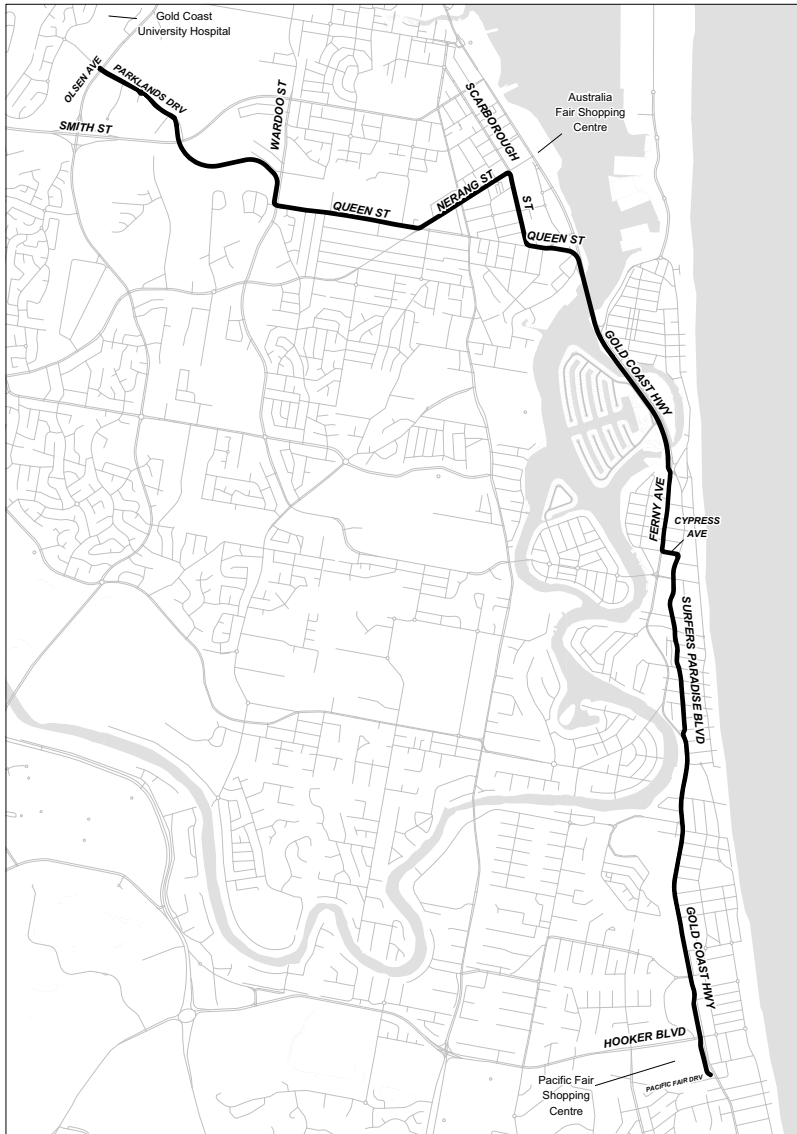 Gold Coast
University Hospital
OLSEN AVE
PARKLANDS DRV
SMITH ST
WARDOO ST
SCARBOROUGH
ST
Australia
Fair Shopping
Centre
NERANG ST
QUEEN ST
QUEEN ST
GOLD COAST HWY
FERNY AVE
CYPRESS
AVE
SURFERS PARADISE BLVD
GOLD COAST HWY
HOOKER BLVD
Pacific Fair
Shopping
Centre
PACIFIC FAIR DRV